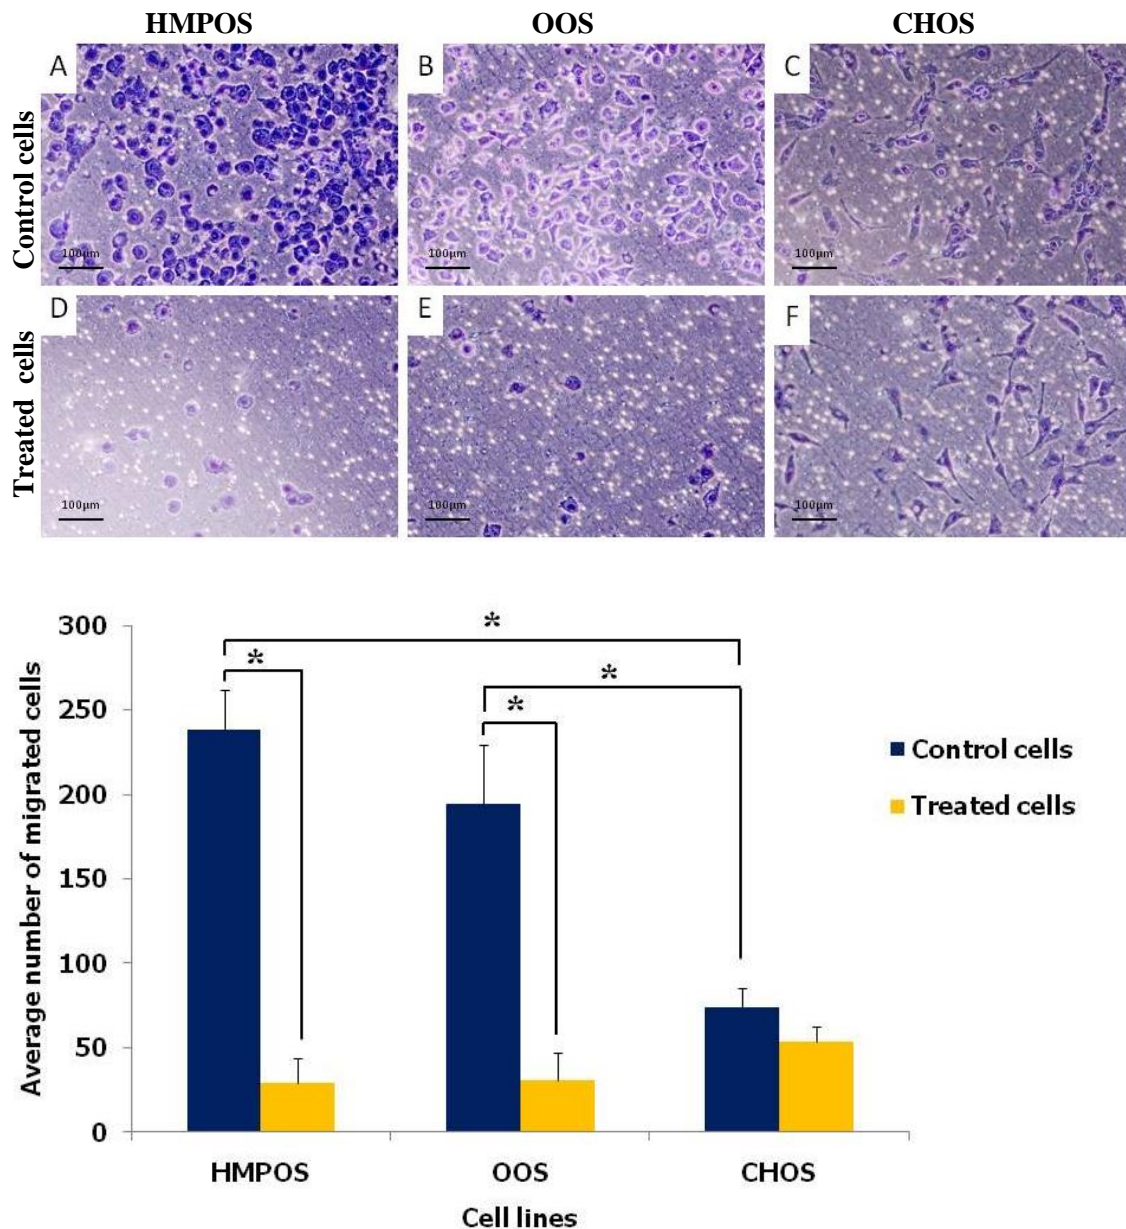 HMPOS OOS CHOS
Control cells
A B C
100µm 100µm 100µm
Treated cells
D E F
100µm 100µm 100µm
Average number of migrated cells
300
250
200
150
100
50
0
*
*
*
*
Control cells
Treated cells
HMPOS OOS CHOS
Cell lines